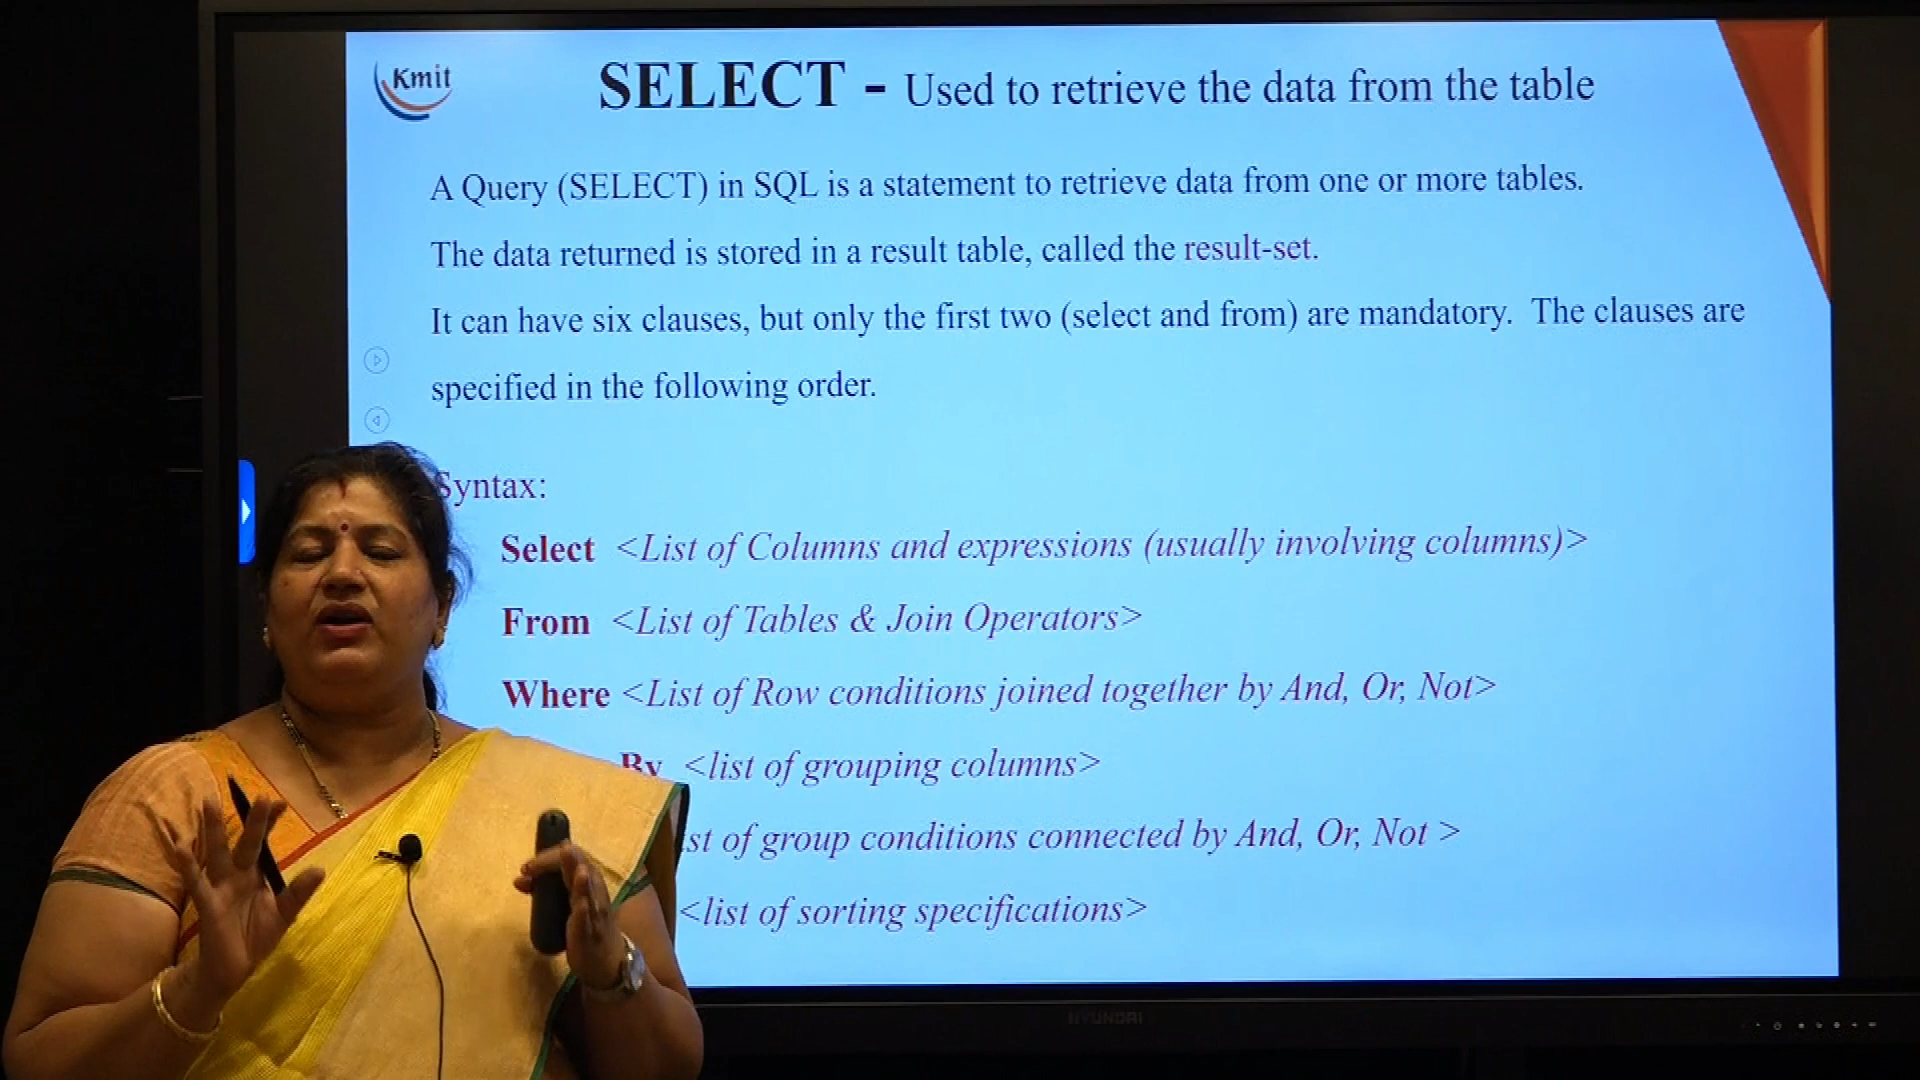 Kmit
SELECT - Used to retrieve the data from the table
A Query (SELECT) in SQL is a statement to retrieve data from one or more tables.
The data returned is stored in a result table, called the result-set.
It can have six clauses, but only the first two (select and from) are mandatory. The clauses are
specified in the following order.
Syntax:
Select <List of Columns and expressions (usually involving columns)>
From <List of Tables & Join Operators>
Where <List of Row conditions joined together by And, Or, Not>
By <list of grouping columns>
of group conditions connected by And, Or, Not >
<list of sorting specifications>
HYUNDAI